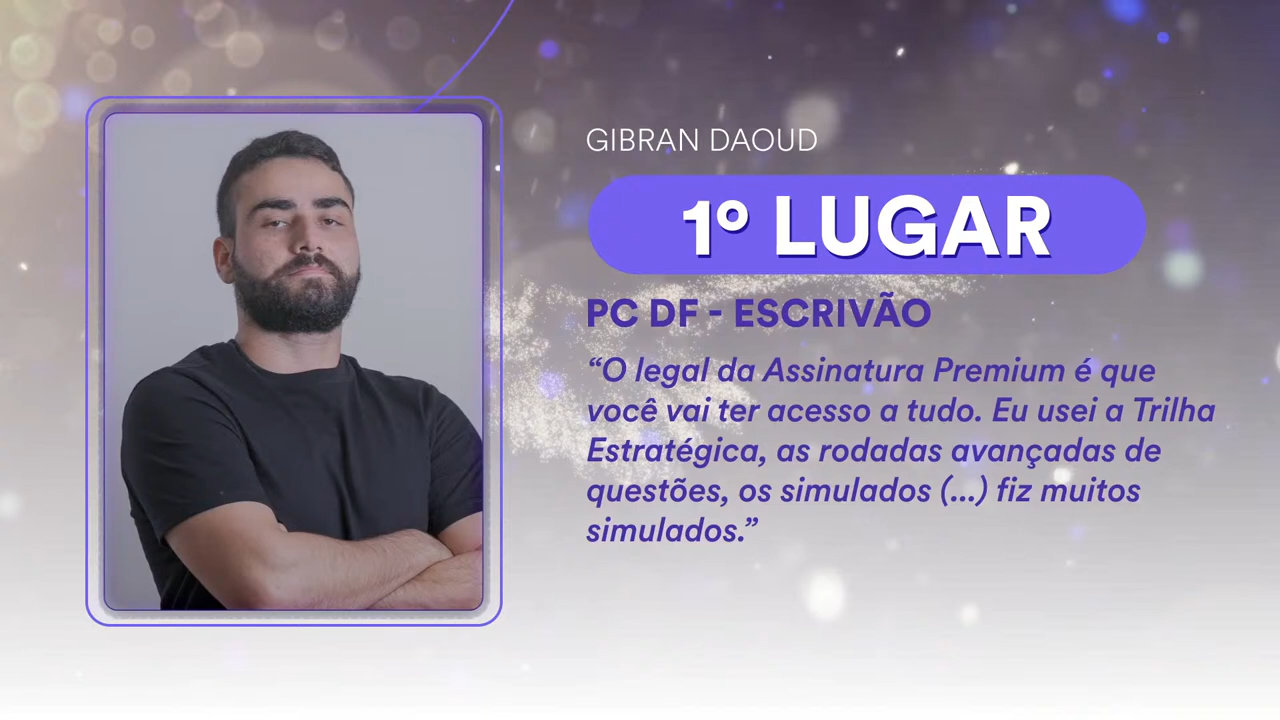 GIBRAN DAOUD
1º LUGAR
PC DF - ESCRIVÃO
“O legal da Assinatura Premium é que
você vai ter acesso a tudo. Eu usei a Trilha
Estratégica, as rodadas avançadas de
questões, os simulados (...) fiz muitos
simulados.”